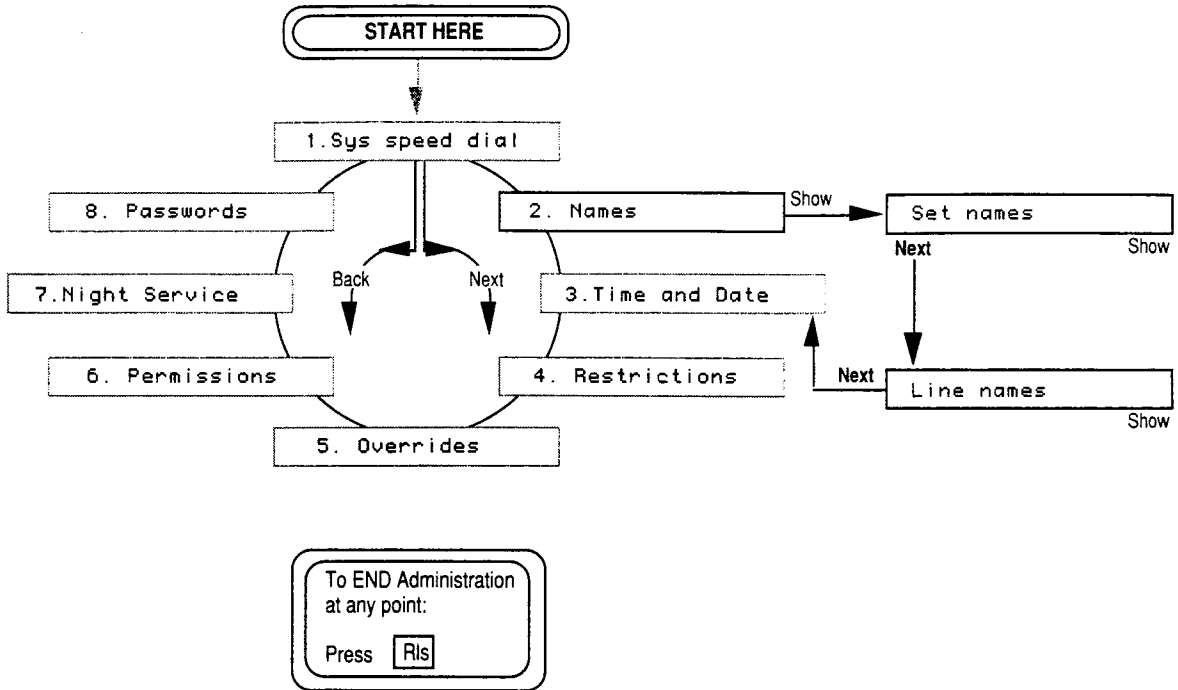 START HERE
1.Sys speed dial
8. Passwords
2. Names
Show
Set names
Show
Next
Back
Next
7.Night Service
3.Time and Date
6. Permissions
4. Restrictions
Next
Line names
Show
5. Overrides
To END Administration
at any point:
Press Rls